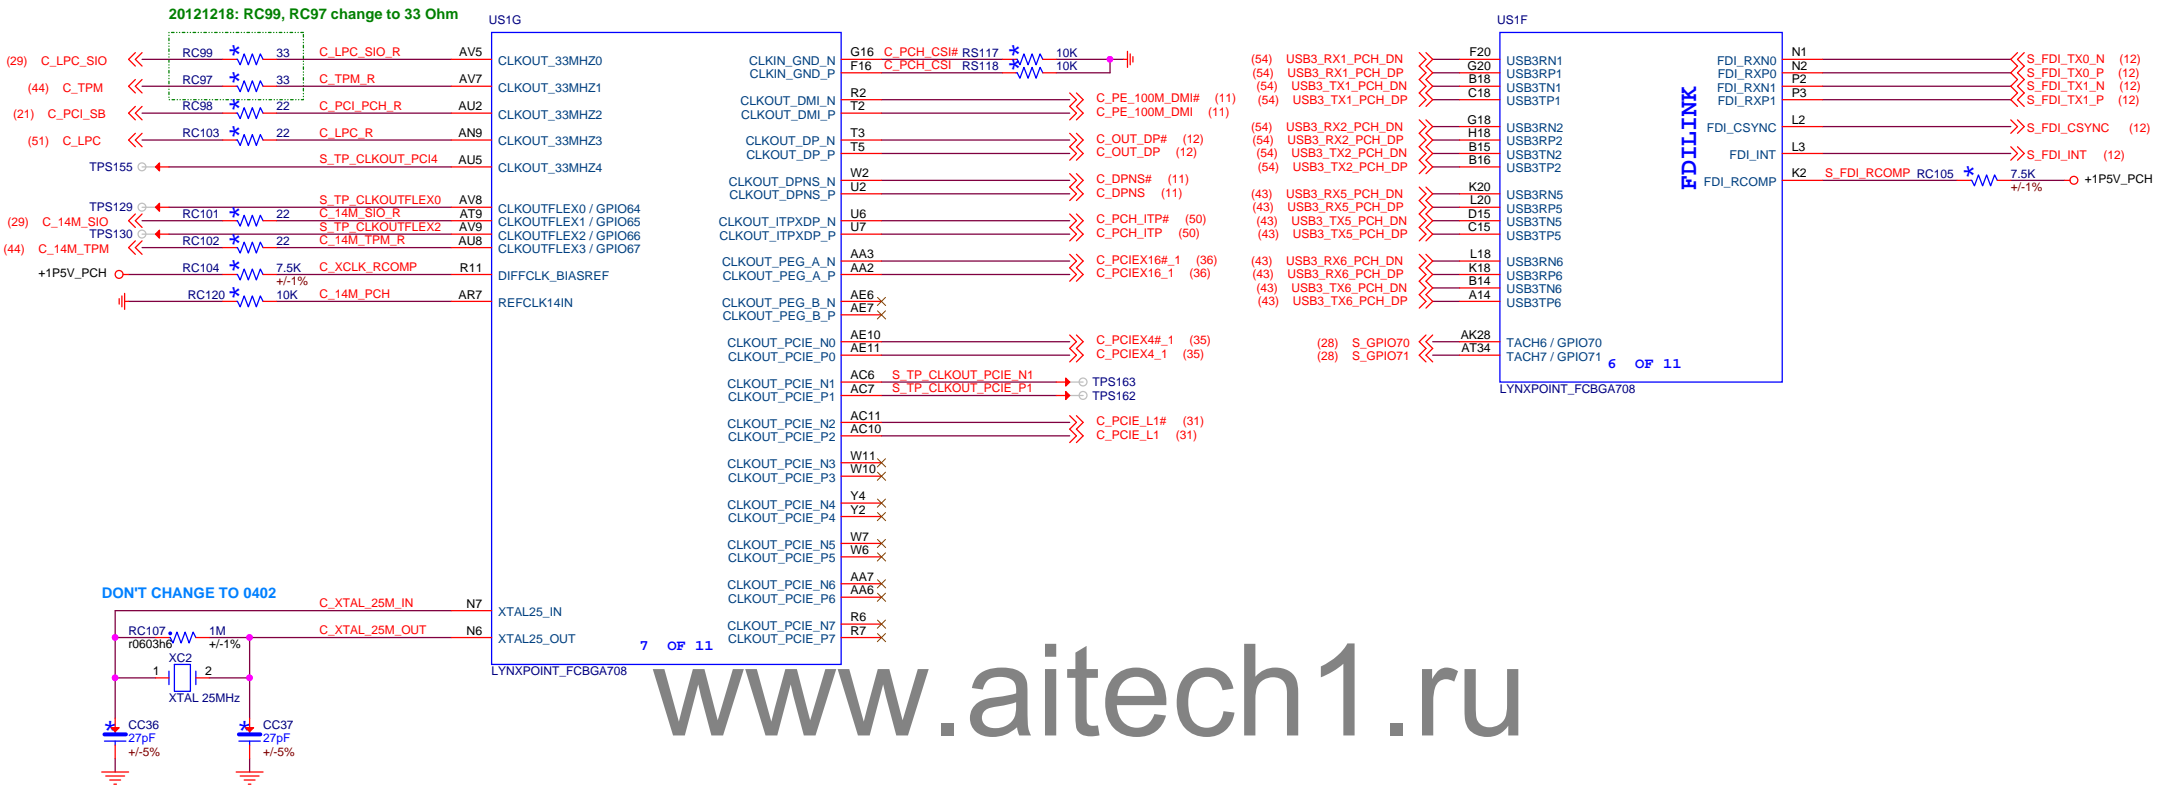 20121218: RC99, RC97 change to 33 Ohm
US1G
(29) C_LPC_SIO RC99 * 33 C_LPC_SIO_R AV5 CLKOUT_33MHZ0
(44) C_TPM RC97 * 33 C_TPM_R AV7 CLKOUT_33MHZ1
(21) C_PCI_SB RC98 * 22 C_PCI_PCH_R AU2 CLKOUT_33MHZ2
(51) C_LPC RC103 * 22 C_LPC_R AN9 CLKOUT_33MHZ3
TPS155 S_TP_CLKOUT_PCI4 AU5 CLKOUT_33MHZ4
TPS129 S_TP_CLKOUTFLEX0 AV8 CLKOUTFLEX0 / GPIO64
(29) C_14M_SIO RC101 * 22 C_14M_SIO_R AT9 CLKOUTFLEX1 / GPIO65
TPS130 S_TP_CLKOUTFLEX2 AV9 CLKOUTFLEX2 / GPIO66
(44) C_14M_TPM RC102 * 22 C_14M_TPM_R AU8 CLKOUTFLEX3 / GPIO67
+1P5V_PCH RC104 * 7.5K +/-1% C_XCLK_RCOMP R11 DIFFCLK_BIASREF
RC120 * 10K C_14M_PCH AR7 REFCLK14IN
DON'T CHANGE TO 0402
C_XTAL_25M_IN N7 XTAL25_IN
C_XTAL_25M_OUT N6 XTAL25_OUT
RC107 1M
r0603h6 +/-1%
XC2
1 2
XTAL 25MHz
* CC36
27pF
+/-5%
* CC37
27pF
+/-5%
CLKIN_GND_N G16 C_PCH_CSI# RS117 * 10K
CLKIN_GND_P F16 C_PCH_CSI RS118 * 10K
CLKOUT_DMI_N R2 C_PE_100M_DMI# (11)
CLKOUT_DMI_P T2 C_PE_100M_DMI (11)
CLKOUT_DP_N T3 C_OUT_DP# (12)
CLKOUT_DP_P T5 C_OUT_DP (12)
CLKOUT_DPNS_N W2 C_DPNS# (11)
CLKOUT_DPNS_P U2 C_DPNS (11)
CLKOUT_ITPXDP_N U6 C_PCH_ITP# (50)
CLKOUT_ITPXDP_P U7 C_PCH_ITP (50)
CLKOUT_PEG_A_N AA3 C_PCIEX16#_1 (36)
CLKOUT_PEG_A_P AA2 C_PCIEX16_1 (36)
CLKOUT_PEG_B_N AE6
CLKOUT_PEG_B_P AE7
CLKOUT_PCIE_N0 AE10 C_PCIEX4#_1 (35)
CLKOUT_PCIE_P0 AE11 C_PCIEX4_1 (35)
CLKOUT_PCIE_N1 AC6 S_TP_CLKOUT_PCIE_N1 TPS163
CLKOUT_PCIE_P1 AC7 S_TP_CLKOUT_PCIE_P1 TPS162
CLKOUT_PCIE_N2 AC11 C_PCIE_L1# (31)
CLKOUT_PCIE_P2 AC10 C_PCIE_L1 (31)
CLKOUT_PCIE_N3 W11
CLKOUT_PCIE_P3 W10
CLKOUT_PCIE_N4 Y4
CLKOUT_PCIE_P4 Y2
CLKOUT_PCIE_N5 W7
CLKOUT_PCIE_P5 W6
CLKOUT_PCIE_N6 AA7
CLKOUT_PCIE_P6 AA6
CLKOUT_PCIE_N7 R6
CLKOUT_PCIE_P7 R7
7 OF 11
LYNXPOINT_FCBGA708
US1F
(54) USB3_RX1_PCH_DN F20 USB3RN1
(54) USB3_RX1_PCH_DP G20 USB3RP1
(54) USB3_TX1_PCH_DN B18 USB3TN1
(54) USB3_TX1_PCH_DP C18 USB3TP1
(54) USB3_RX2_PCH_DN G18 USB3RN2
(54) USB3_RX2_PCH_DP H18 USB3RP2
(54) USB3_TX2_PCH_DN B15 USB3TN2
(54) USB3_TX2_PCH_DP B16 USB3TP2
(43) USB3_RX5_PCH_DN K20 USB3RN5
(43) USB3_RX5_PCH_DP L20 USB3RP5
(43) USB3_TX5_PCH_DN D15 USB3TN5
(43) USB3_TX5_PCH_DP C15 USB3TP5
(43) USB3_RX6_PCH_DN L18 USB3RN6
(43) USB3_RX6_PCH_DP K18 USB3RP6
(43) USB3_TX6_PCH_DN B14 USB3TN6
(43) USB3_TX6_PCH_DP A14 USB3TP6
(28) S_GPIO70 AK28 TACH6 / GPIO70
(28) S_GPIO71 AT34 TACH7 / GPIO71
FDILINK
FDI_RXN0 N1 S_FDI_TX0_N (12)
FDI_RXP0 N2 S_FDI_TX0_P (12)
FDI_RXN1 P2 S_FDI_TX1_N (12)
FDI_RXP1 P3 S_FDI_TX1_P (12)
FDI_CSYNC L2 S_FDI_CSYNC (12)
FDI_INT L3 S_FDI_INT (12)
FDI_RCOMP K2 S_FDI_RCOMP RC105 * 7.5K +/-1% +1P5V_PCH
6 OF 11
LYNXPOINT_FCBGA708
www.aitech1.ru